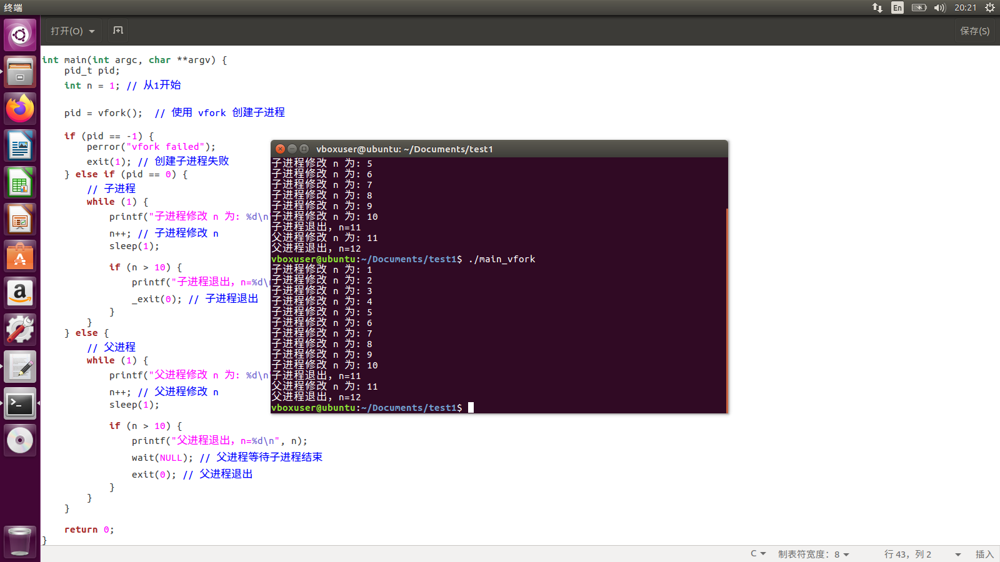 终端
En
20:21
打开(O)
保存(S)
int main(int argc, char **argv) {
    pid_t pid;
    int n = 1; // 从1开始
    pid = vfork();  // 使用 vfork 创建子进程
    if (pid == -1) {
        perror("vfork failed");
        exit(1); // 创建子进程失败
    } else if (pid == 0) {
        // 子进程
        while (1) {
            printf("子进程修改 n 为: %d\n"
            n++; // 子进程修改 n
            sleep(1);
            if (n > 10) {
                printf("子进程退出，n=%d\n
                _exit(0); // 子进程退出
            }
        }
    } else {
        // 父进程
        while (1) {
            printf("父进程修改 n 为: %d\n"
            n++; // 父进程修改 n
            sleep(1);
            if (n > 10) {
                printf("父进程退出，n=%d\n", n);
                wait(NULL); // 父进程等待子进程结束
                exit(0); // 父进程退出
            }
        }
    }
    return 0;
}
vboxuser@ubuntu: ~/Documents/test1
子进程修改 n 为: 5
子进程修改 n 为: 6
子进程修改 n 为: 7
子进程修改 n 为: 8
子进程修改 n 为: 9
子进程修改 n 为: 10
子进程退出，n=11
父进程修改 n 为: 11
父进程退出，n=12
vboxuser@ubuntu:~/Documents/test1$ ./main_vfork
子进程修改 n 为: 1
子进程修改 n 为: 2
子进程修改 n 为: 3
子进程修改 n 为: 4
子进程修改 n 为: 5
子进程修改 n 为: 6
子进程修改 n 为: 7
子进程修改 n 为: 8
子进程修改 n 为: 9
子进程修改 n 为: 10
子进程退出，n=11
父进程修改 n 为: 11
父进程退出，n=12
vboxuser@ubuntu:~/Documents/test1$
C
制表符宽度：8
行 43，列 2
插入